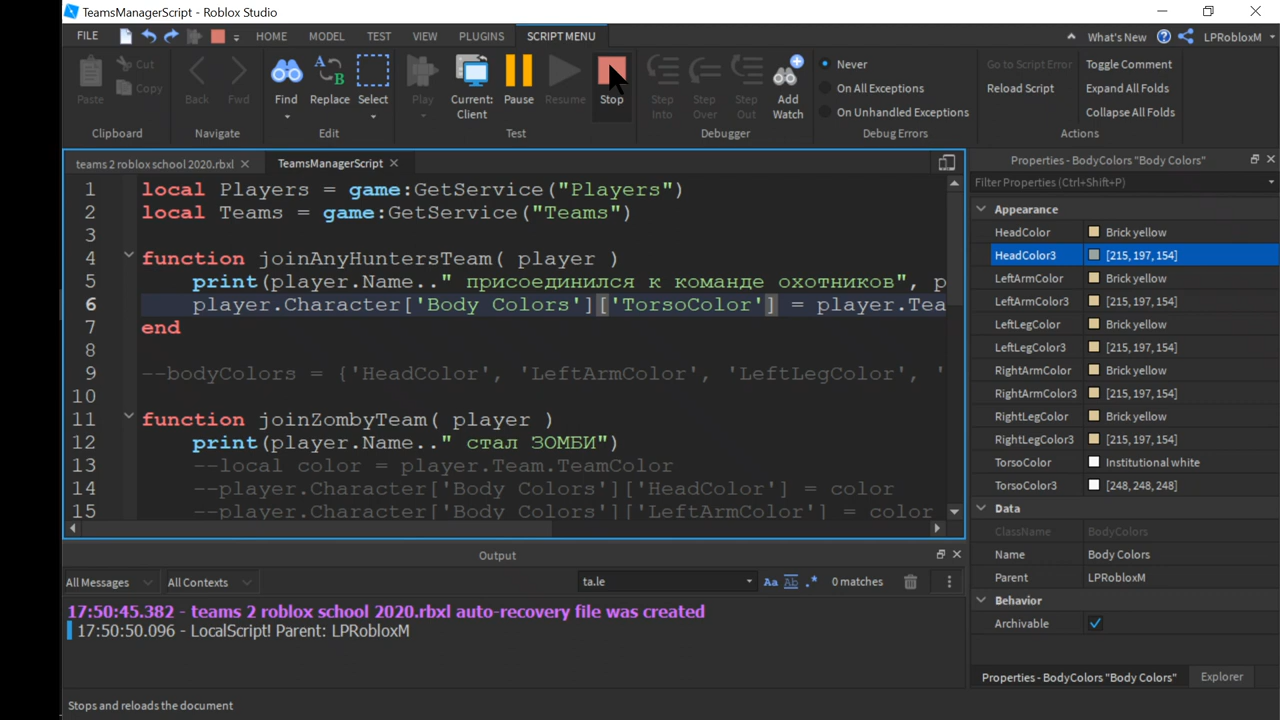 TeamsManagerScript - Roblox Studio
FILE HOME MODEL TEST VIEW PLUGINS SCRIPT MENU What's New LPRobloxM
Paste Cut Copy Back Fwd Find Replace Select Play Current: Client Pause Resume Stop Step Into Step Over Step Out Add Watch Never On All Exceptions On Unhandled Exceptions Go to Script Error Reload Script Toggle Comment Expand All Folds Collapse All Folds
Clipboard Navigate Edit Test Debugger Debug Errors Actions
teams 2 roblox school 2020.rbxl TeamsManagerScript
1 local Players = game:GetService("Players")
2 local Teams = game:GetService("Teams")
3
4 function joinAnyHuntersTeam( player )
5 print(player.Name.." присоединился к команде охотников", p
6 player.Character['Body Colors']['TorsoColor'] = player.Tea
7 end
8
9 --bodyColors = {'HeadColor', 'LeftArmColor', 'LeftLegColor', '
10
11 function joinZombyTeam( player )
12 print(player.Name.." стал ЗОМБИ")
13 --local color = player.Team.TeamColor
14 --player.Character['Body Colors']['HeadColor'] = color
15 --player.Character['Body Colors']['LeftArmColor'] = color
Properties - BodyColors "Body Colors"
Filter Properties (Ctrl+Shift+P)
Appearance
HeadColor Brick yellow
HeadColor3 [215, 197, 154]
LeftArmColor Brick yellow
LeftArmColor3 [215, 197, 154]
LeftLegColor Brick yellow
LeftLegColor3 [215, 197, 154]
RightArmColor Brick yellow
RightArmColor3 [215, 197, 154]
RightLegColor Brick yellow
RightLegColor3 [215, 197, 154]
TorsoColor Institutional white
TorsoColor3 [248, 248, 248]
Data
ClassName BodyColors
Name Body Colors
Parent LPRobloxM
Behavior
Archivable
Properties - BodyColors "Body Colors" Explorer
Output
All Messages All Contexts ta.le Aa Ab .* 0 matches
17:50:45.382 - teams 2 roblox school 2020.rbxl auto-recovery file was created
17:50:50.096 - LocalScript! Parent: LPRobloxM
Stops and reloads the document